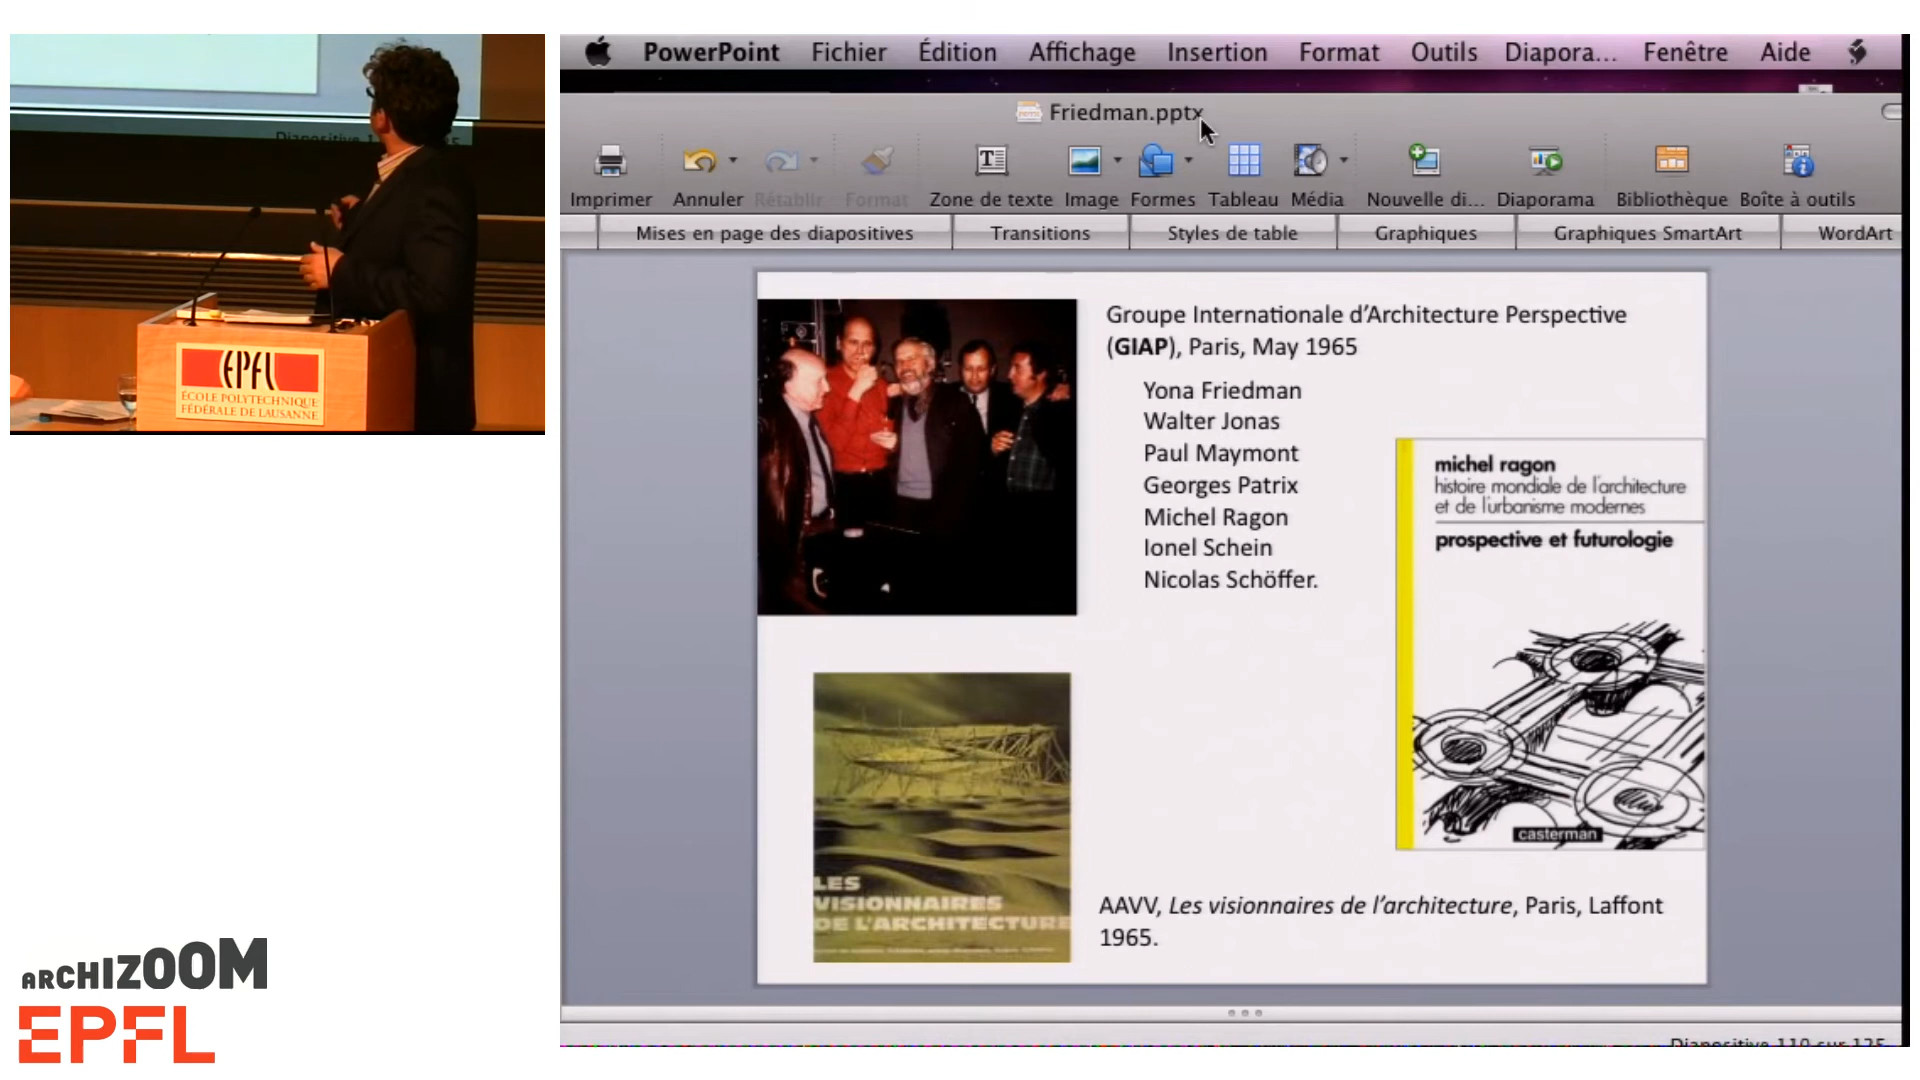 PowerPoint Fichier Édition Affichage Insertion Format Outils Diapora... Fenêtre Aide
Friedman.pptx
Imprimer Annuler Rétablir Format Zone de texte Image Formes Tableau Média Nouvelle di... Diaporama Bibliothèque Boîte à outils
Mises en page des diapositives Transitions Styles de table Graphiques Graphiques SmartArt WordArt
Groupe Internationale d'Architecture Perspective
(GIAP), Paris, May 1965
Yona Friedman
Walter Jonas
Paul Maymont
Georges Patrix
Michel Ragon
Ionel Schein
Nicolas Schöffer.
michel ragon
histoire mondiale de l'architecture
et de l'urbanisme modernes
prospective et futurologie
casterman
LES
VISIONNAIRES
DE L'ARCHITECTURE
AAVV, Les visionnaires de l'architecture, Paris, Laffont
1965.
Diapositive 110 sur 125
EPFL
ÉCOLE POLYTECHNIQUE
FÉDÉRALE DE LAUSANNE
ARCHIZOOM
EPFL